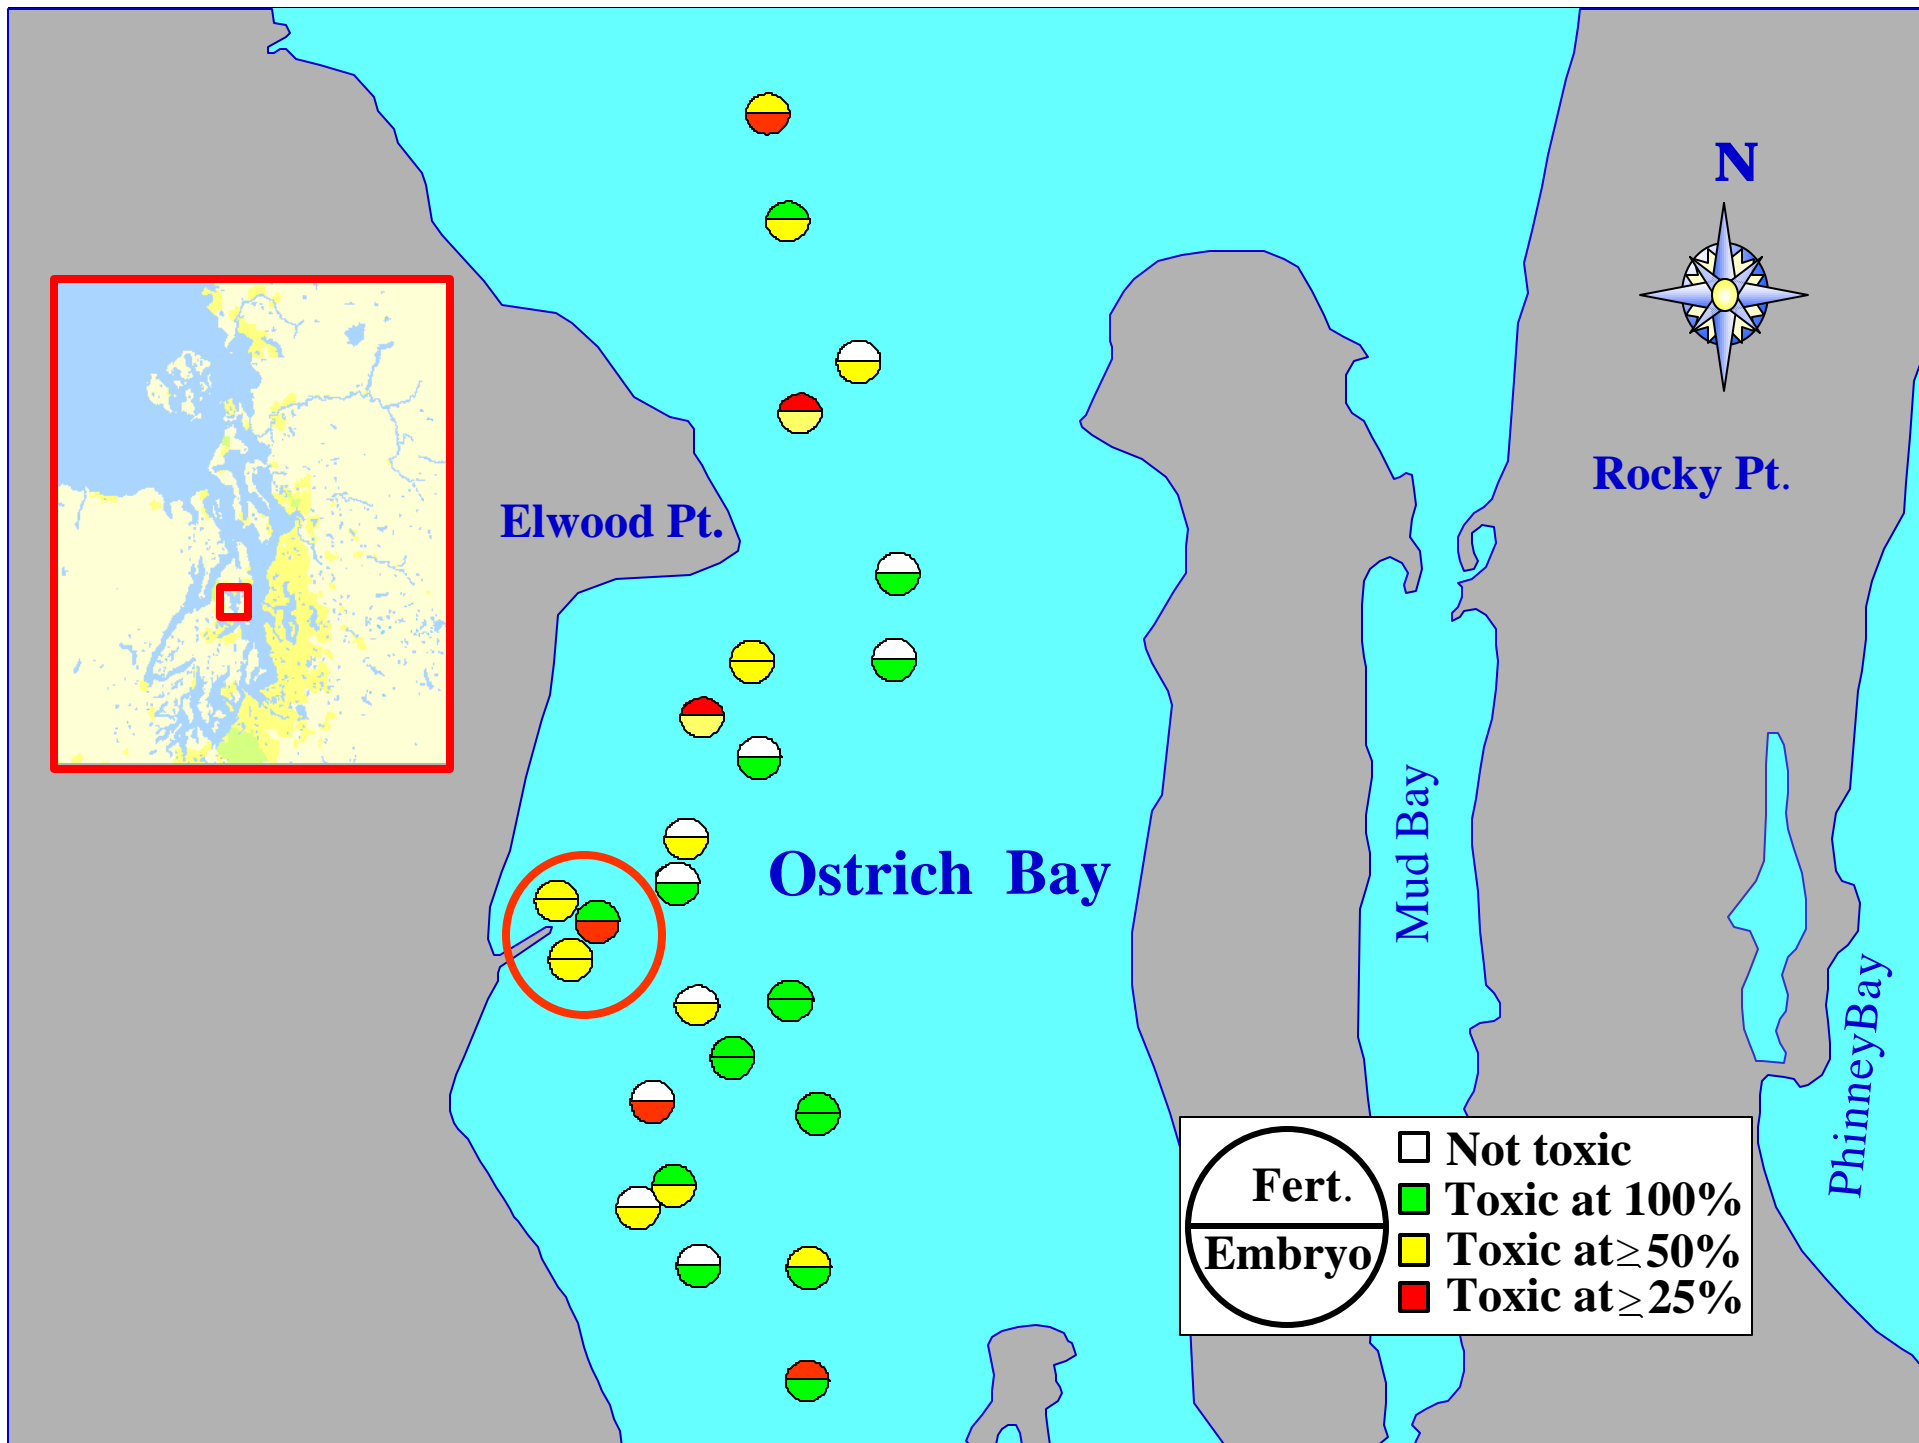 N
Rocky Pt.
Elwood Pt.
Ostrich Bay
Mud Bay
PhinneyBay
Fert.
Embryo
Not toxic
Toxic at 100%
Toxic at ≥ 50%
Toxic at ≥ 25%